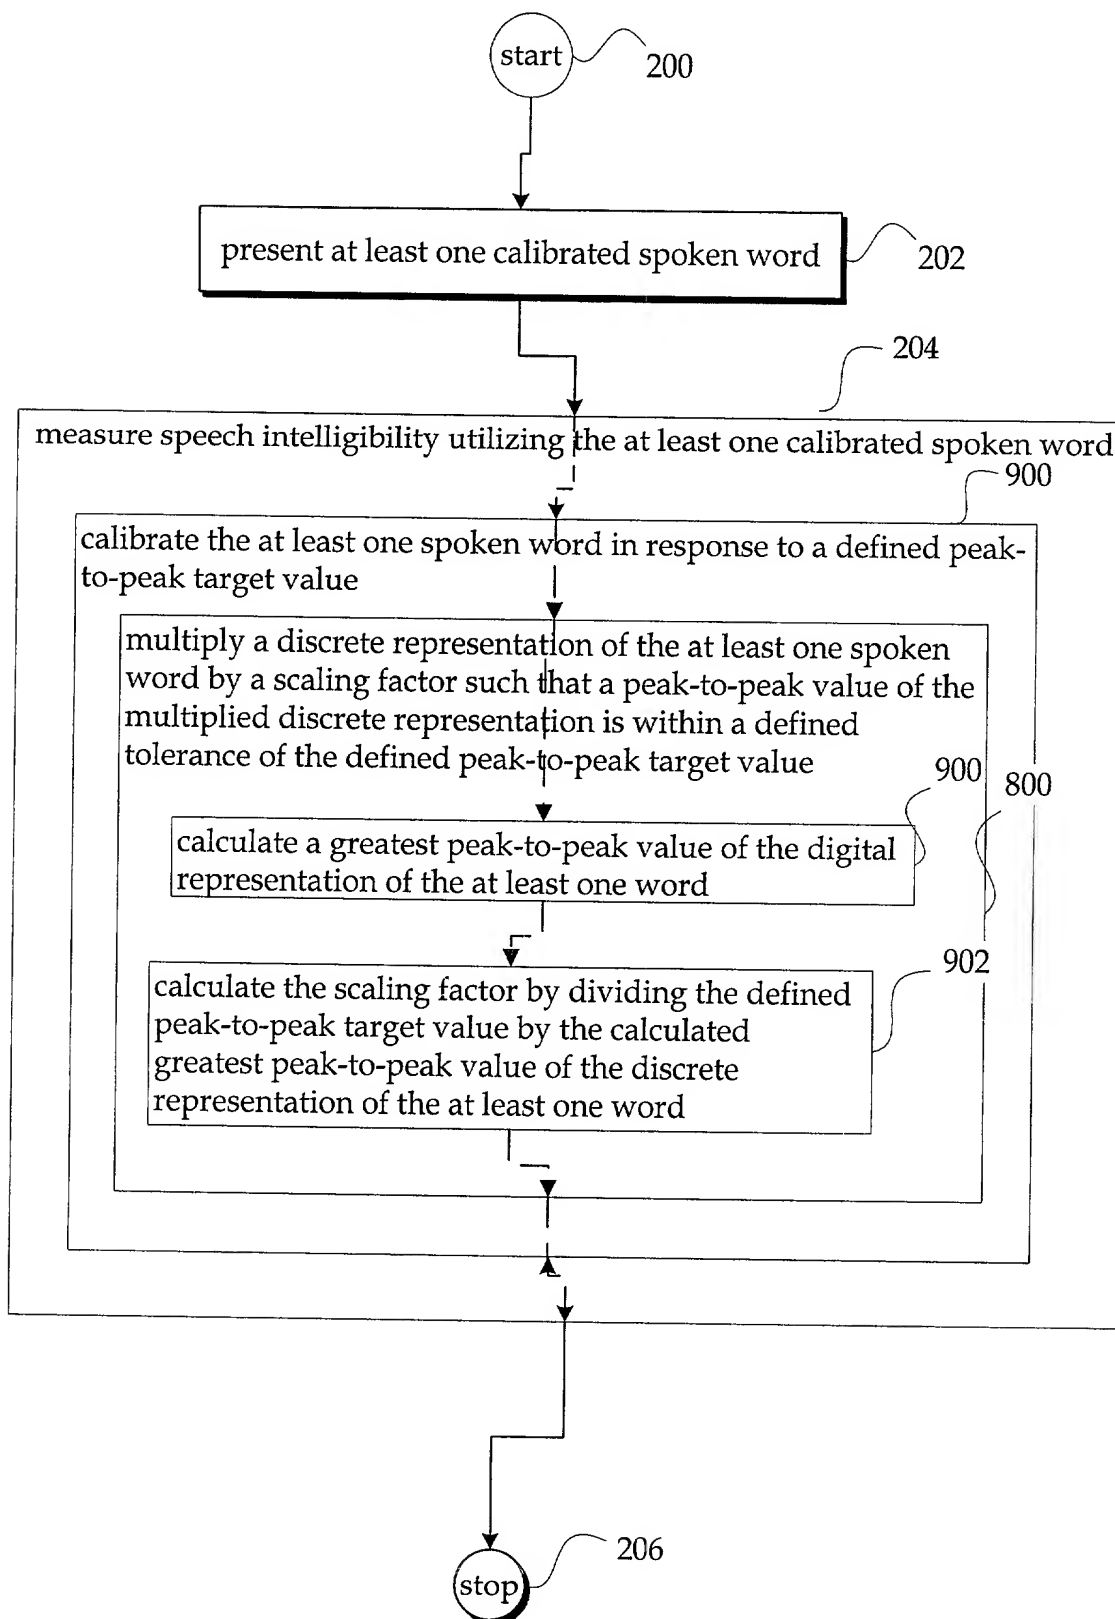 start
200
present at least one calibrated spoken word
202
204
measure speech intelligibility utilizing the at least one calibrated spoken word
900
calibrate the at least one spoken word in response to a defined peak-
to-peak target value
multiply a discrete representation of the at least one spoken
word by a scaling factor such that a peak-to-peak value of the
multiplied discrete representation is within a defined
tolerance of the defined peak-to-peak target value
900
800
calculate a greatest peak-to-peak value of the digital
representation of the at least one word
902
calculate the scaling factor by dividing the defined
peak-to-peak target value by the calculated
greatest peak-to-peak value of the discrete
representation of the at least one word
206
stop